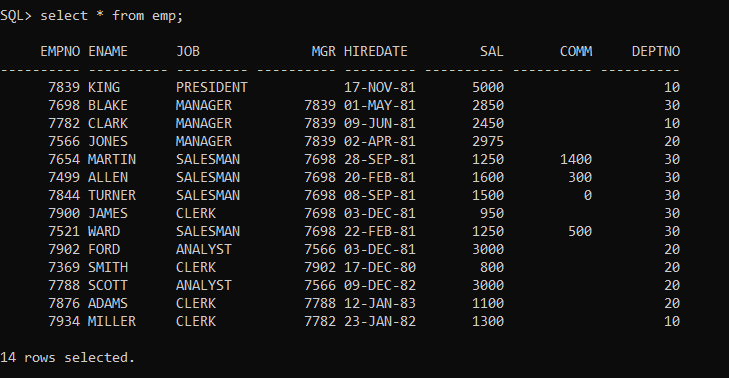 SQL> select * from emp;
     EMPNO ENAME      JOB              MGR HIREDATE         SAL       COMM     DEPTNO
---------- ---------- --------- ---------- --------- ---------- ---------- ----------
      7839 KING       PRESIDENT            17-NOV-81       5000                    10
      7698 BLAKE      MANAGER         7839 01-MAY-81       2850                    30
      7782 CLARK      MANAGER         7839 09-JUN-81       2450                    10
      7566 JONES      MANAGER         7839 02-APR-81       2975                    20
      7654 MARTIN     SALESMAN        7698 28-SEP-81       1250       1400         30
      7499 ALLEN      SALESMAN        7698 20-FEB-81       1600        300         30
      7844 TURNER     SALESMAN        7698 08-SEP-81       1500          0         30
      7900 JAMES      CLERK           7698 03-DEC-81        950                    30
      7521 WARD       SALESMAN        7698 22-FEB-81       1250        500         30
      7902 FORD       ANALYST         7566 03-DEC-81       3000                    20
      7369 SMITH      CLERK           7902 17-DEC-80        800                    20
      7788 SCOTT      ANALYST         7566 09-DEC-82       3000                    20
      7876 ADAMS      CLERK           7788 12-JAN-83       1100                    20
      7934 MILLER     CLERK           7782 23-JAN-82       1300                    10
14 rows selected.